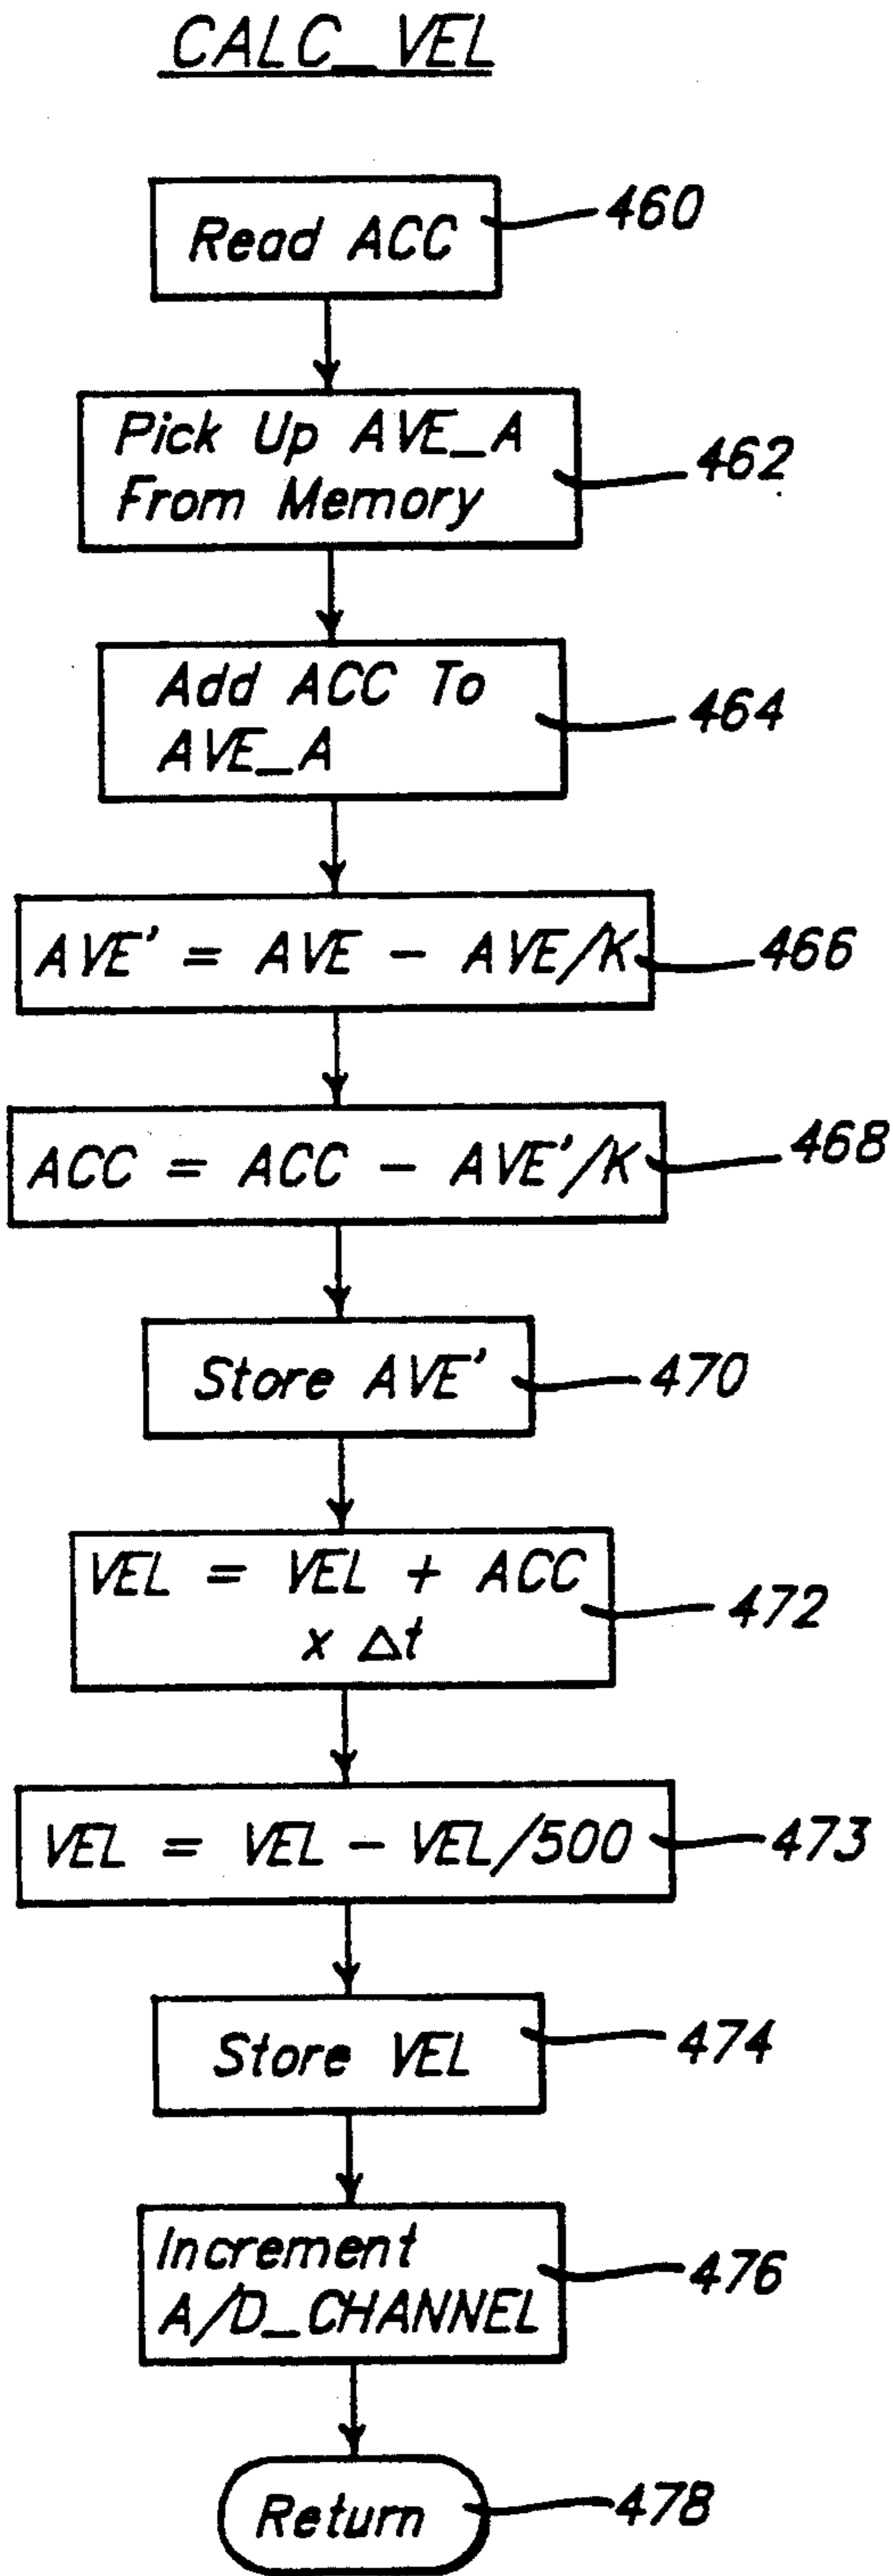 CALC_VEL
Read ACC
460
Pick Up AVE_A
From Memory
462
Add ACC To
AVE_A
464
AVE' = AVE - AVE/K
466
ACC = ACC - AVE'/K
468
Store AVE'
470
VEL = VEL + ACC
x Δt
472
VEL = VEL - VEL/500
473
Store VEL
474
Increment
A/D_CHANNEL
476
Return
478